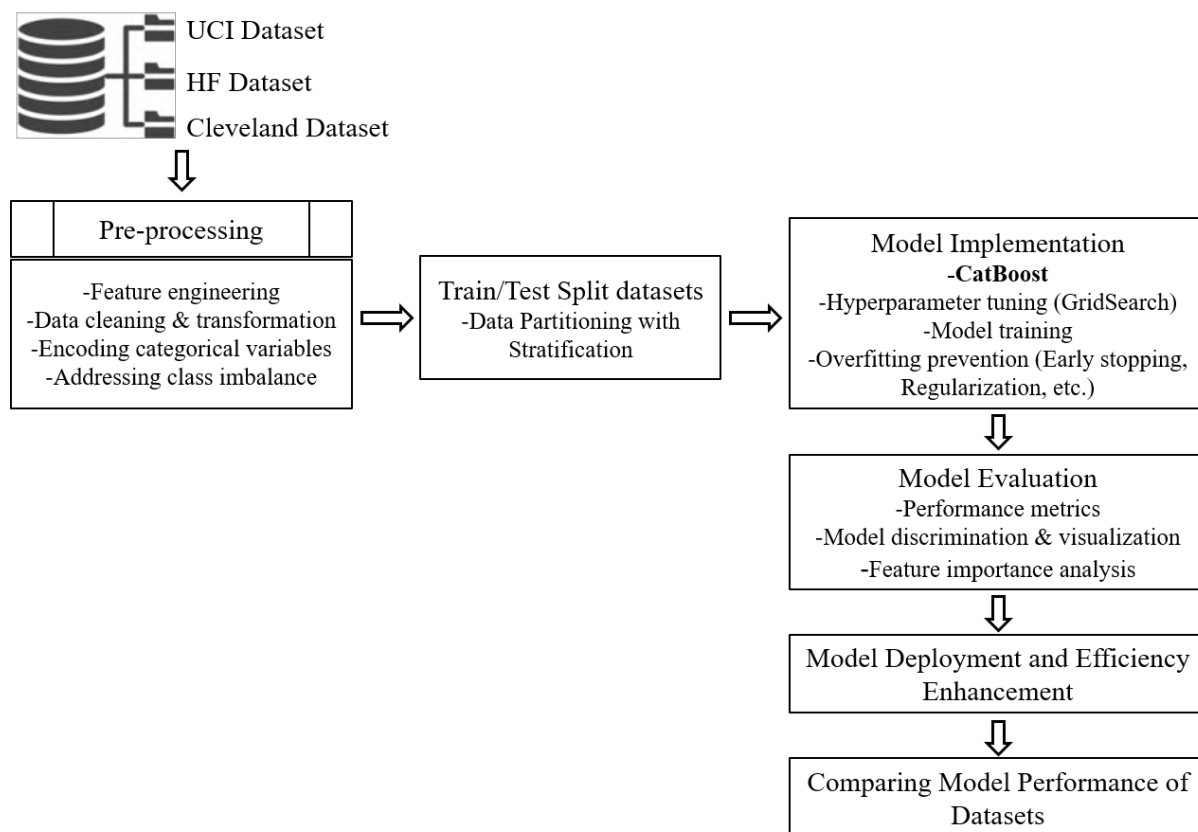 UCI Dataset
HF Dataset
Cleveland Dataset
Pre-processing
-Feature engineering
-Data cleaning & transformation
-Encoding categorical variables
-Addressing class imbalance
Train/Test Split datasets
-Data Partitioning with
Stratification
Model Implementation
-CatBoost
-Hyperparameter tuning (GridSearch)
-Model training
-Overfitting prevention (Early stopping,
Regularization, etc.)
Model Evaluation
-Performance metrics
-Model discrimination & visualization
-Feature importance analysis
Model Deployment and Efficiency
Enhancement
Comparing Model Performance of
Datasets